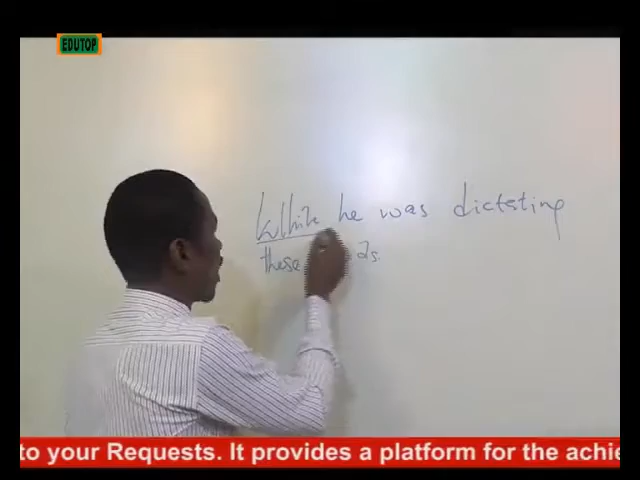 EDUTOP
While he was dictating
these
to your Requests. It provides a platform for the achie